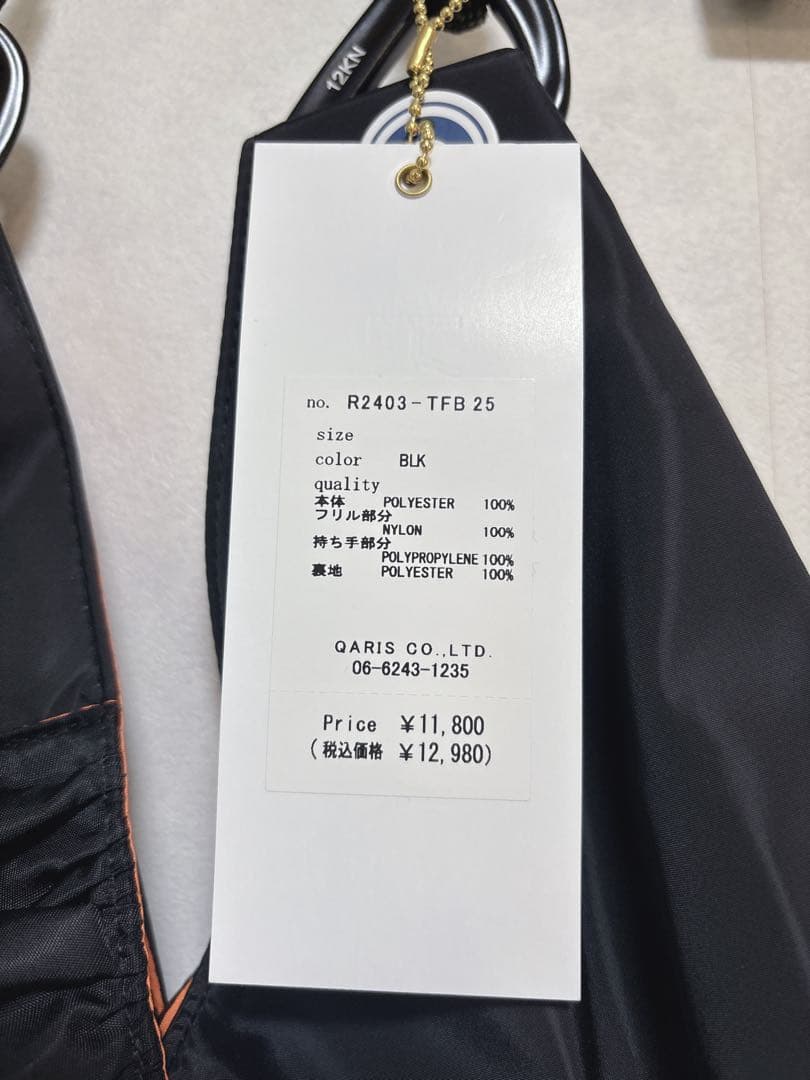 12KN
no. R2403-TFB 25
size
color BLK
quality
本体 POLYESTER 100%
フリル部分
NYLON 100%
持ち手部分
POLYPROPYLENE 100%
裏地 POLYESTER 100%
QARIS CO.,LTD.
06-6243-1235
Price ¥11,800
(税込価格 ¥12,980)